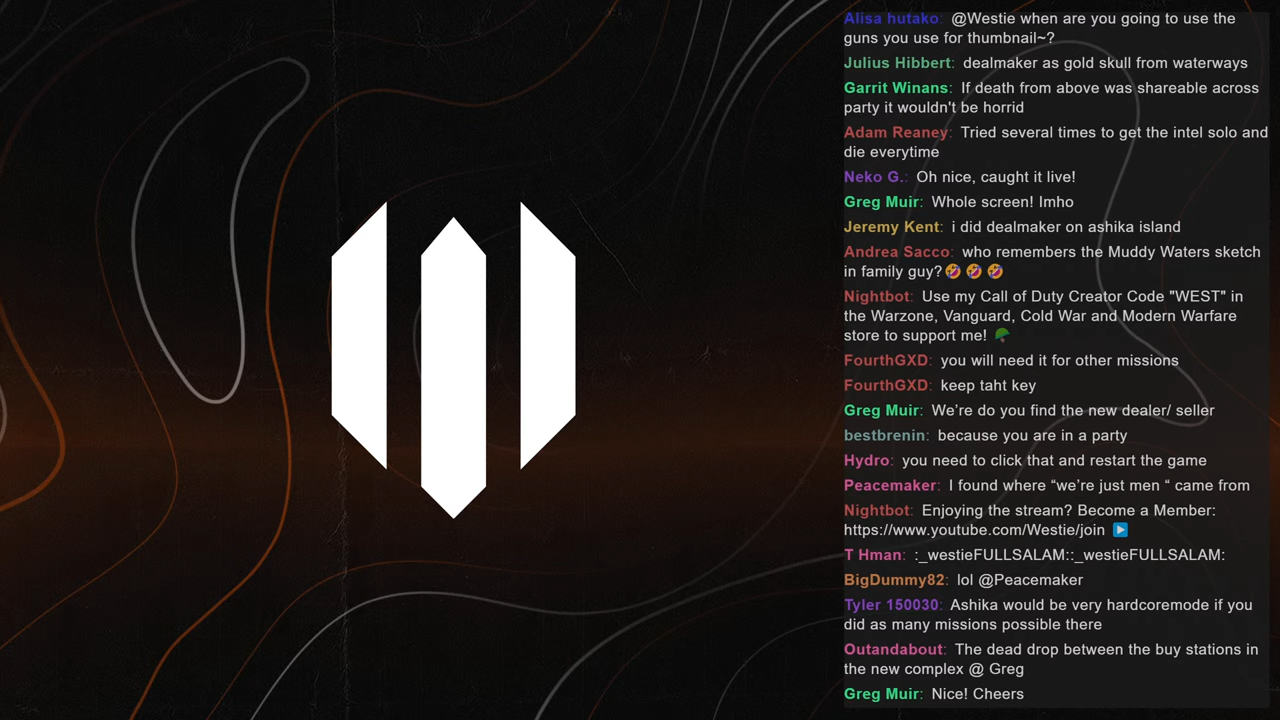 Alisa hutako: @Westie when are you going to use the
guns you use for thumbnail~?
Julius Hibbert: dealmaker as gold skull from waterways
Garrit Winans: If death from above was shareable across
party it wouldn't be horrid
Adam Reaney: Tried several times to get the intel solo and
die everytime
Neko G.: Oh nice, caught it live!
Greg Muir: Whole screen! Imho
Jeremy Kent: i did dealmaker on ashika island
Andrea Sacco: who remembers the Muddy Waters sketch
in family guy?🤣 🤣 🤣
Nightbot: Use my Call of Duty Creator Code "WEST" in
the Warzone, Vanguard, Cold War and Modern Warfare
store to support me! 🪂
FourthGXD: you will need it for other missions
FourthGXD: keep taht key
Greg Muir: We’re do you find the new dealer/ seller
bestbrenin: because you are in a party
Hydro: you need to click that and restart the game
Peacemaker: I found where “we’re just men “ came from
Nightbot: Enjoying the stream? Become a Member:
https://www.youtube.com/Westie/join ▶️
T Hman: :_westieFULLSALAM::_westieFULLSALAM:
BigDummy82: lol @Peacemaker
Tyler 150030: Ashika would be very hardcoremode if you
did as many missions possible there
Outandabout: The dead drop between the buy stations in
the new complex @ Greg
Greg Muir: Nice! Cheers